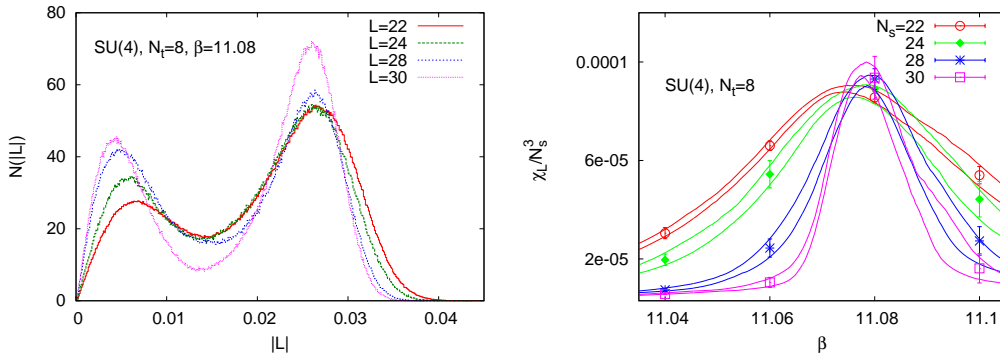 N(|L|)
80
60
40
20
0
SU(4), N_t=8, β=11.08
L=22
L=24
L=28
L=30
0
0.01
0.02
0.03
0.04
|L|
χ_L/N_s^3
0.0001
6e-05
2e-05
SU(4), N_t=8
N_s=22
24
28
30
11.04
11.06
11.08
11.1
β